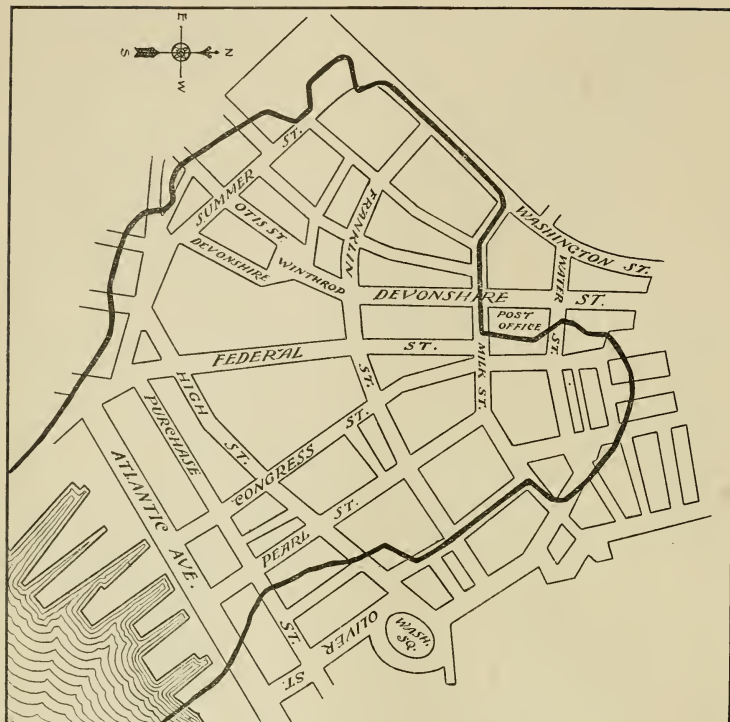 E
S N
W
SUMMER ST.
OTIS ST.
DEVONSHIRE
WINTHROP
FRANKLIN ST.
WASHINGTON ST.
WATER ST.
DEVONSHIRE ST.
POST
OFFICE
FEDERAL ST.
MILK ST.
HIGH ST.
PURCHASE ST.
CONGRESS ST.
ATLANTIC AVE.
PEARL ST.
OLIVER ST.
WASH.
SQ.